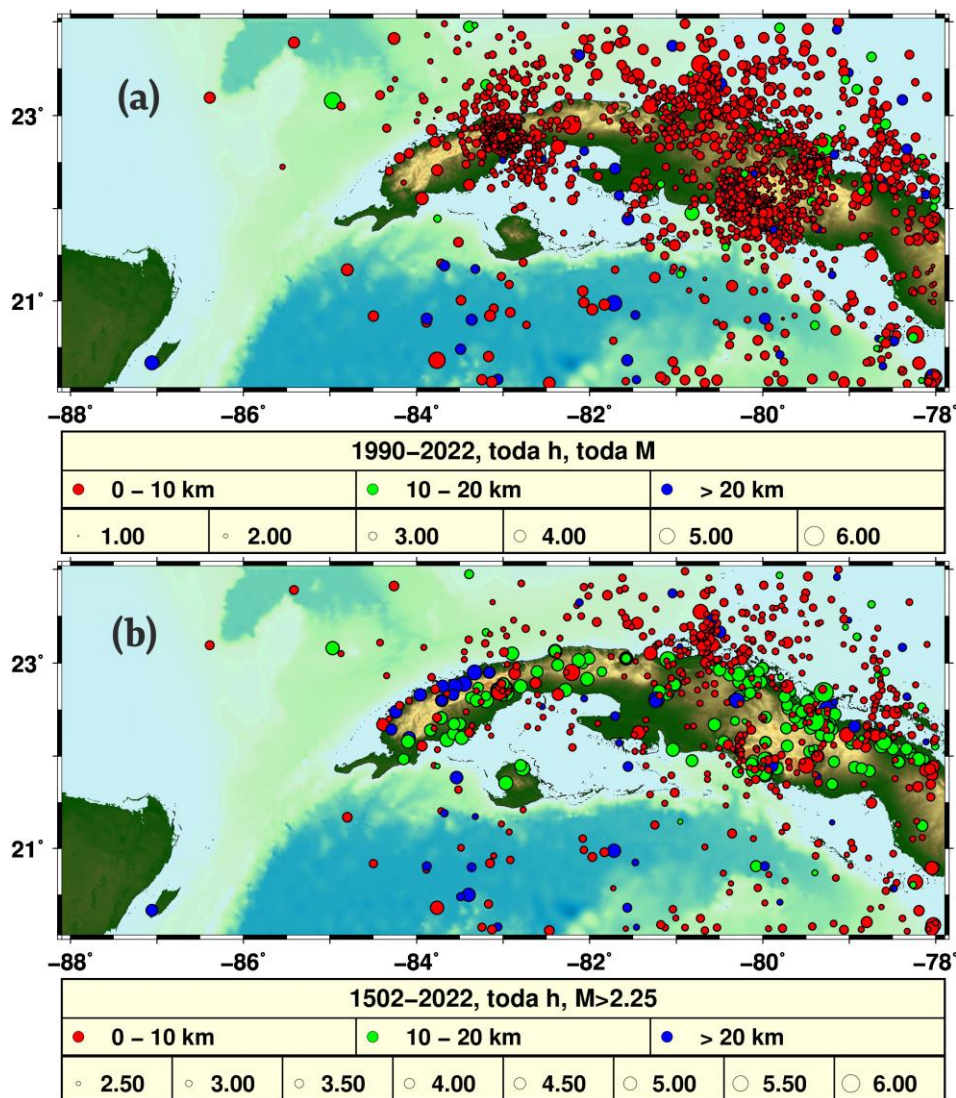 (a)
23°
21°
−88° −86° −84° −82° −80° −78°
1990−2022, toda h, toda M
0 – 10 km 10 – 20 km > 20 km
1.00 2.00 3.00 4.00 5.00 6.00
(b)
23°
21°
−88° −86° −84° −82° −80° −78°
1502−2022, toda h, M>2.25
0 – 10 km 10 – 20 km > 20 km
2.50 3.00 3.50 4.00 4.50 5.00 5.50 6.00